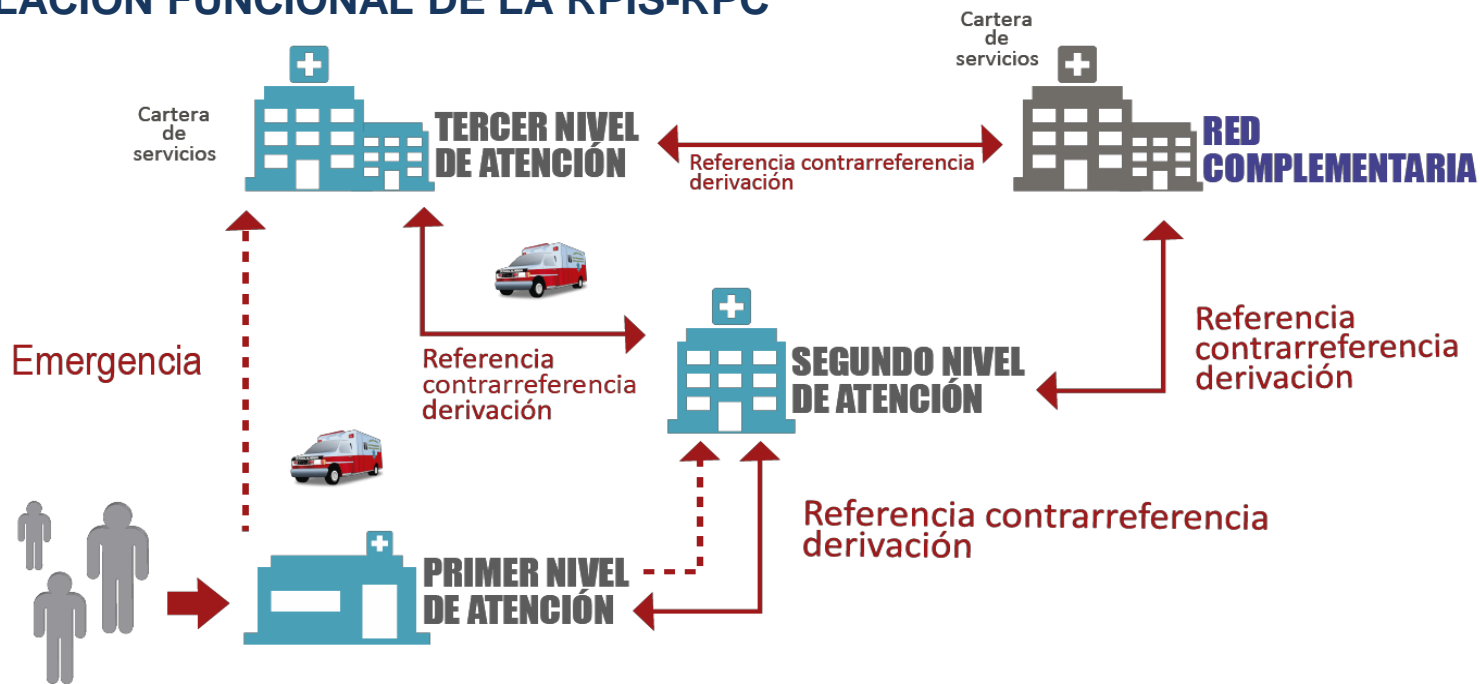 LACIÓN FUNCIONAL DE LA RPIS-RPC
Cartera
de
servicios
Cartera
de
servicios
TERCER NIVEL
DE ATENCIÓN
Referencia contrarreferencia
derivación
RED
COMPLEMENTARIA
Emergencia
Referencia
contrarreferencia
derivación
SEGUNDO NIVEL
DE ATENCIÓN
Referencia
contrarreferencia
derivación
Referencia contrarreferencia
derivación
PRIMER NIVEL
DE ATENCIÓN